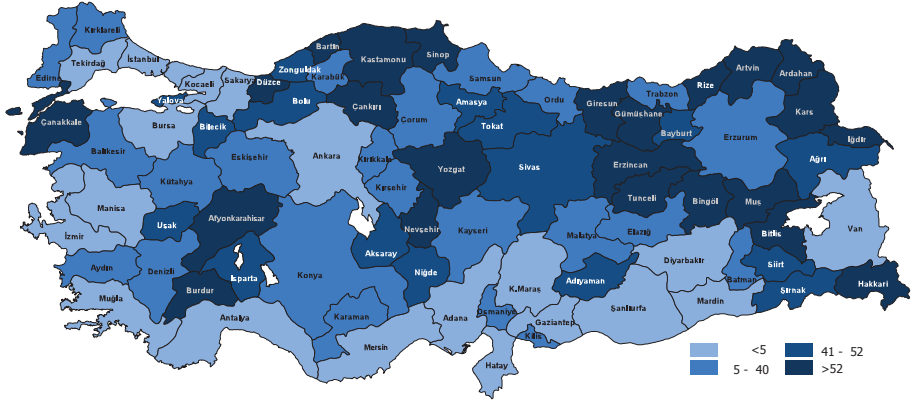 Kırklareli
Edirne
Tekirdağ
İstanbul
Kocaeli
Sakarya
Yalova
Düzce
Zonguldak
Bartın
Karabük
Kastamonu
Sinop
Çankırı
Bolu
Bilecik
Bursa
Çanakkale
Balıkesir
Kütahya
Eskişehir
Ankara
Kırıkkale
Kırşehir
Çorum
Samsun
Amasya
Tokat
Ordu
Giresun
Gümüşhane
Trabzon
Bayburt
Rize
Artvin
Ardahan
Kars
Iğdır
Ağrı
Erzurum
Erzincan
Tunceli
Bingöl
Muş
Bitlis
Van
Hakkari
Şırnak
Siirt
Batman
Diyarbakır
Mardin
Elazığ
Malatya
Adıyaman
Şanlıurfa
Gaziantep
Kilis
Osmaniye
K.Maraş
Hatay
Adana
Mersin
Karaman
Niğde
Aksaray
Nevşehir
Kayseri
Sivas
Yozgat
Konya
Antalya
Isparta
Burdur
Afyonkarahisar
Uşak
Denizli
Muğla
Aydın
İzmir
Manisa
<5
5 - 40
41 - 52
>52